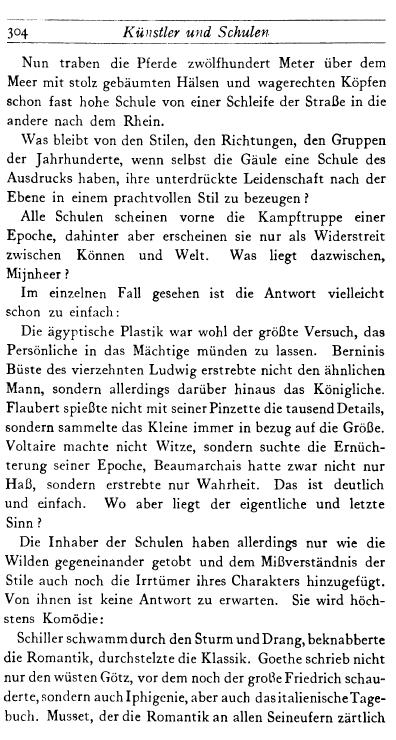 304 Künstler und Schulen
Nun traben die Pferde zwölfhundert Meter über dem
Meer mit stolz gebäumten Hälsen und wagerechten Köpfen
schon fast hohe Schule von einer Schleife der Straße in die
andere nach dem Rhein.
Was bleibt von den Stilen, den Richtungen, den Gruppen
der Jahrhunderte, wenn selbst die Gäule eine Schule des
Ausdrucks haben, ihre unterdrückte Leidenschaft nach der
Ebene in einem prachtvollen Stil zu bezeugen?
Alle Schulen scheinen vorne die Kampftruppe einer
Epoche, dahinter aber erscheinen sie nur als Widerstreit
zwischen Können und Welt. Was liegt dazwischen,
Mijnheer?
Im einzelnen Fall gesehen ist die Antwort vielleicht
schon zu einfach:
Die ägyptische Plastik war wohl der größte Versuch, das
Persönliche in das Mächtige münden zu lassen. Berninis
Büste des vierzehnten Ludwig erstrebte nicht den ähnlichen
Mann, sondern allerdings darüber hinaus das Königliche.
Flaubert spießte nicht mit seiner Pinzette die tausend Details,
sondern sammelte das Kleine immer in bezug auf die Größe.
Voltaire machte nicht Witze, sondern suchte die Ernüch-
terung seiner Epoche, Beaumarchais hatte zwar nicht nur
Haß, sondern erstrebte nur Wahrheit. Das ist deutlich
und einfach. Wo aber liegt der eigentliche und letzte
Sinn?
Die Inhaber der Schulen haben allerdings nur wie die
Wilden gegeneinander getobt und dem Mißverständnis der
Stile auch noch die Irrtümer ihres Charakters hinzugefügt.
Von ihnen ist keine Antwort zu erwarten. Sie wird höch-
stens Komödie:
Schiller schwamm durch den Sturm und Drang, beknabberte
die Romantik, durchstelzte die Klassik. Goethe schrieb nicht
nur den wüsten Götz, vor dem noch der große Friedrich schau-
derte, sondern auch Iphigenie, aber auch das italienische Tage-
buch. Musset, der die Romantik an allen Seineufern zärtlich